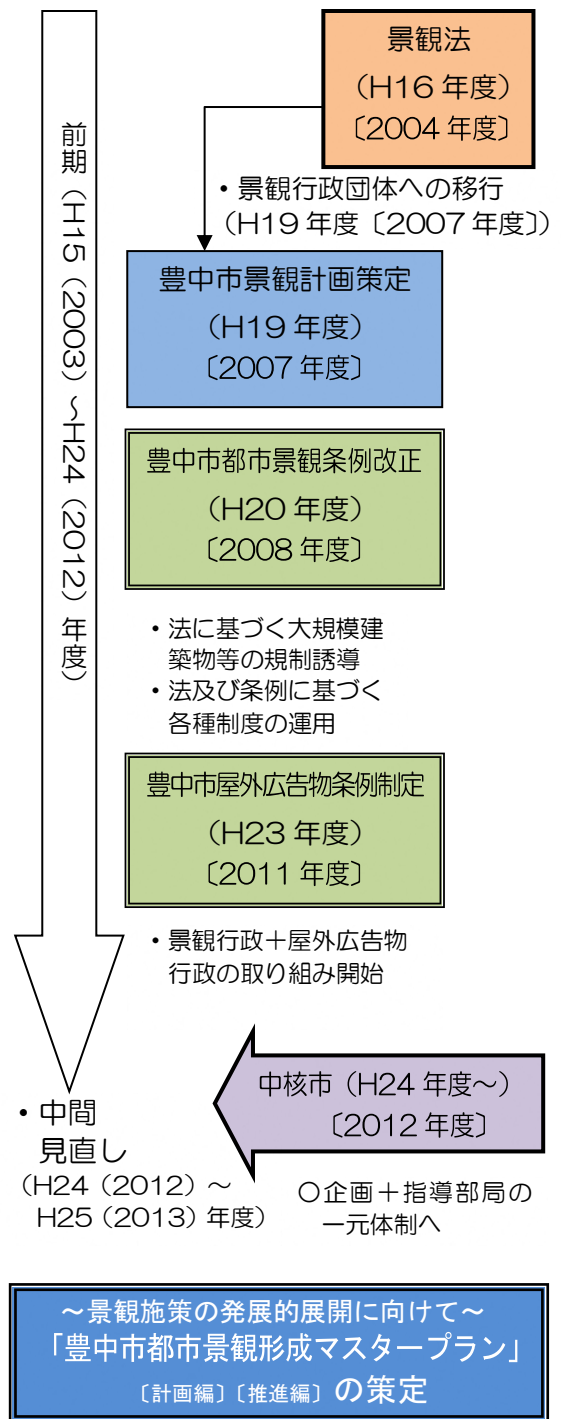 前期（H15（2003）～H24（2012）年度）
景観法
（H16 年度）
〔2004 年度〕
・景観行政団体への移行
（H19 年度〔2007 年度〕）
豊中市景観計画策定
（H19 年度）
〔2007 年度〕
豊中市都市景観条例改正
（H20 年度）
〔2008 年度〕
・法に基づく大規模建
築物等の規制誘導
・法及び条例に基づく
各種制度の運用
豊中市屋外広告物条例制定
（H23 年度）
〔2011 年度〕
・景観行政＋屋外広告物
行政の取り組み開始
中核市（H24 年度～）
〔2012 年度〕
・中間
見直し
（H24（2012）～
H25（2013）年度）
○企画＋指導部局の
一元体制へ
～景観施策の発展的展開に向けて～
「豊中市都市景観形成マスタープラン」
〔計画編〕〔推進編〕の策定